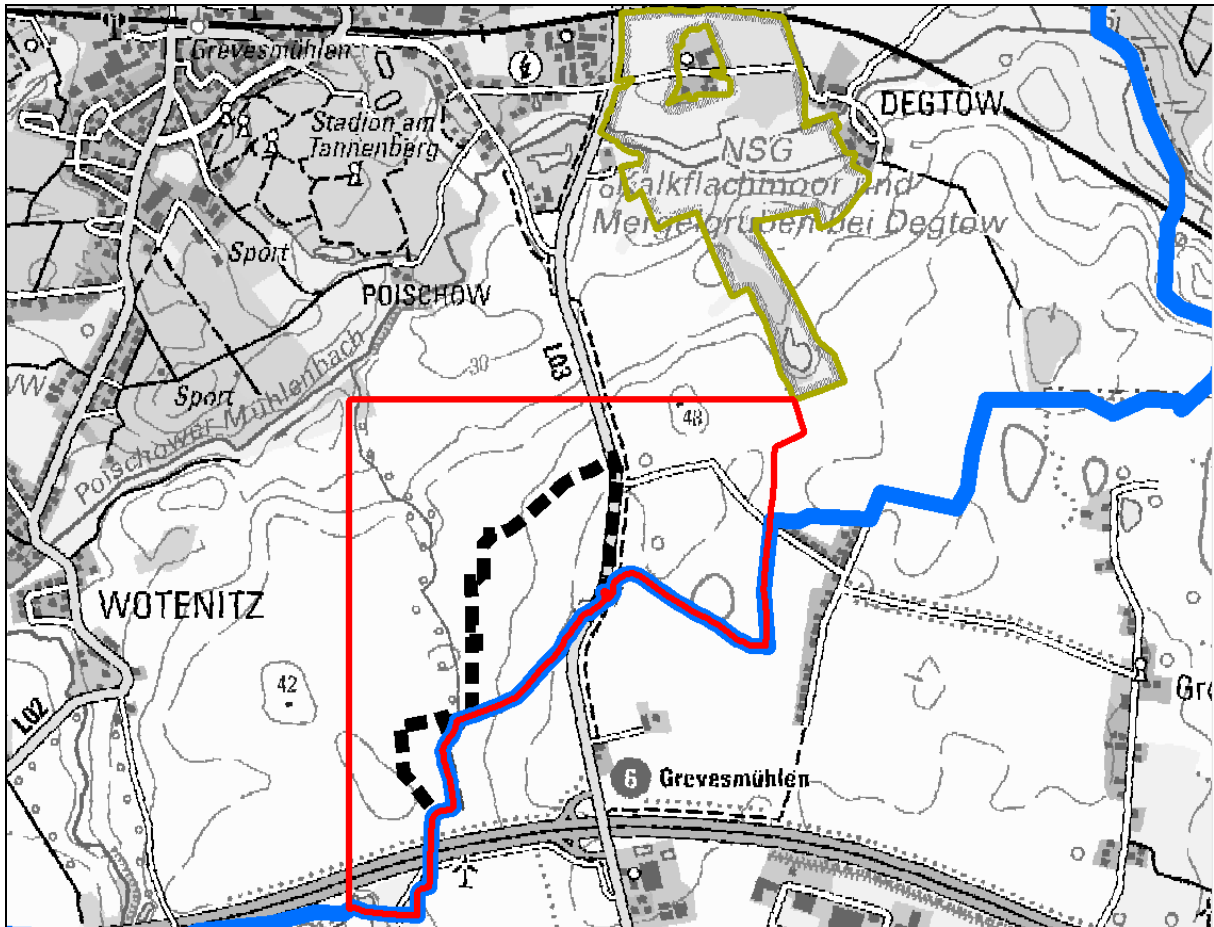 Grevesmühlen
Stadion am
Tannenberg
DEGTOW
NSG
Kalkflachmoor und
Mergelgruben bei Degtow
Sport
POISCHOW
L03
30
Sport
Poischower Mühlenbach
48
WOTENITZ
42
L02
Gr
6 Grevesmühlen